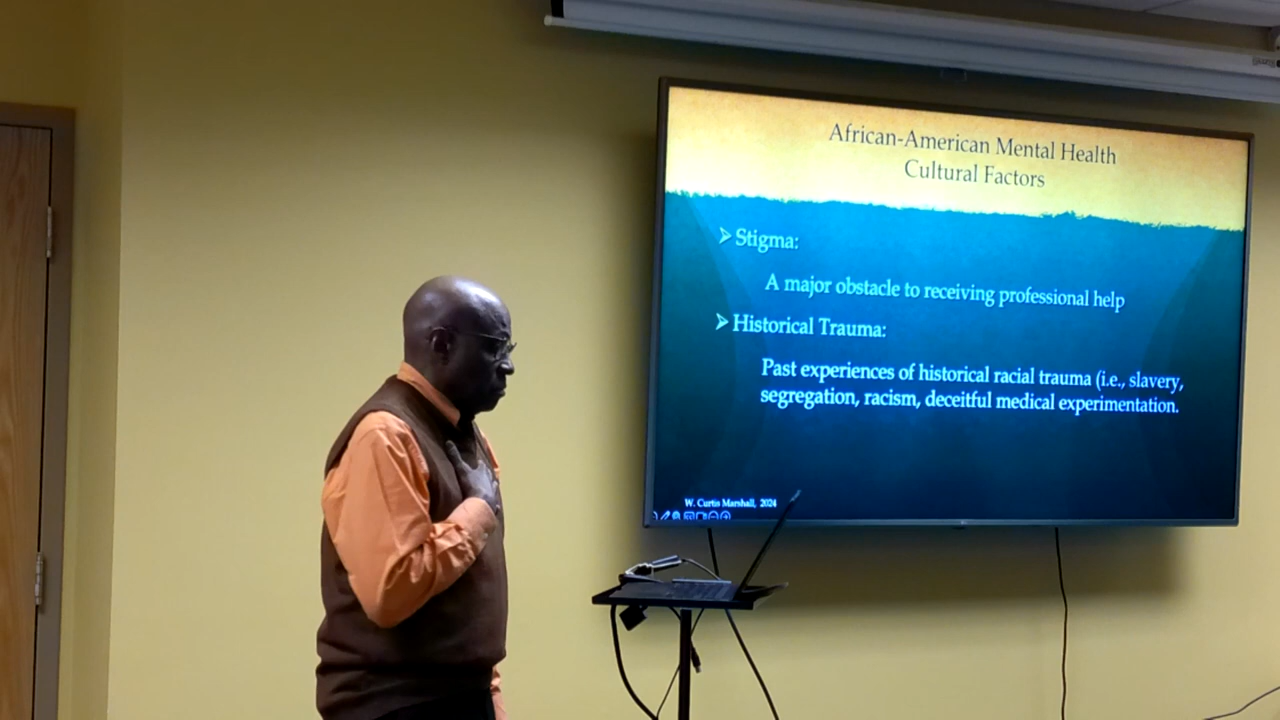 African-American Mental Health
Cultural Factors
➢ Stigma:
A major obstacle to receiving professional help
➢ Historical Trauma:
Past experiences of historical racial trauma (i.e., slavery,
segregation, racism, deceitful medical experimentation.
W. Curtis Marshall, 2024